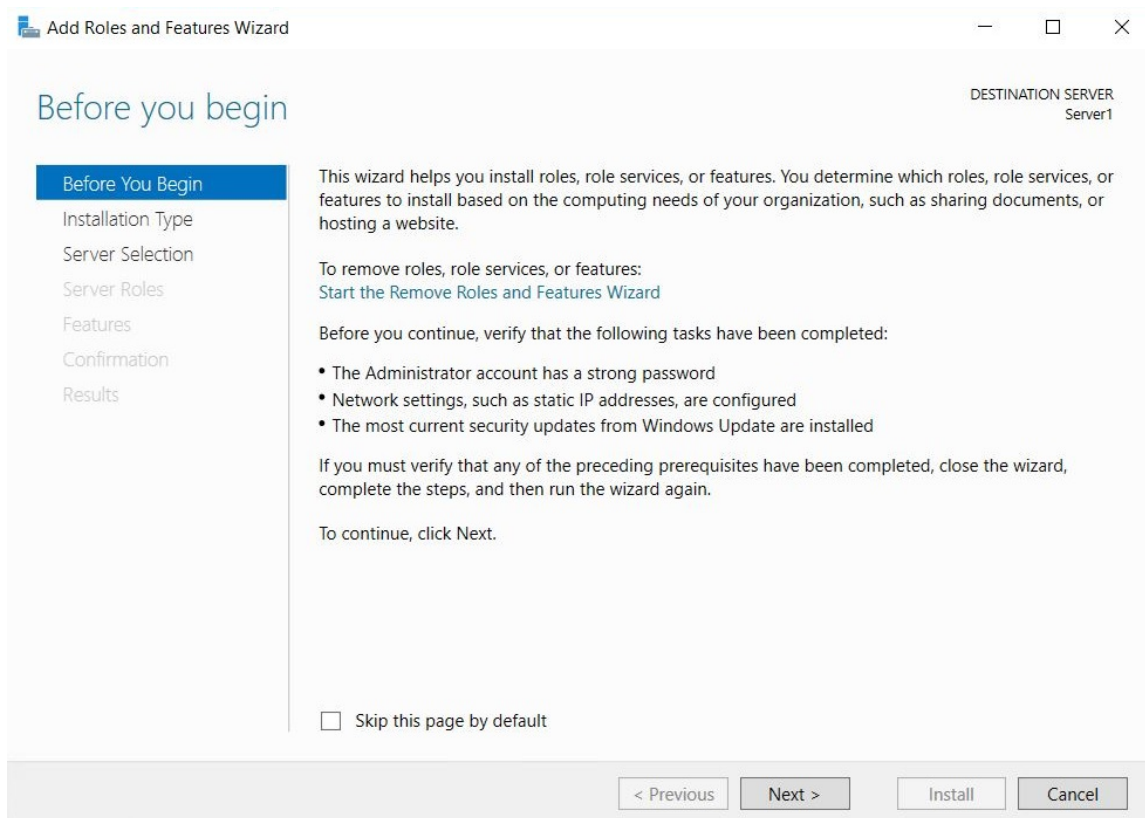 Add Roles and Features Wizard
Before you begin
DESTINATION SERVER
Server1
Before You Begin
Installation Type
Server Selection
Server Roles
Features
Confirmation
Results
This wizard helps you install roles, role services, or features. You determine which roles, role services, or
features to install based on the computing needs of your organization, such as sharing documents, or
hosting a website.
To remove roles, role services, or features:
Start the Remove Roles and Features Wizard
Before you continue, verify that the following tasks have been completed:
• The Administrator account has a strong password
• Network settings, such as static IP addresses, are configured
• The most current security updates from Windows Update are installed
If you must verify that any of the preceding prerequisites have been completed, close the wizard,
complete the steps, and then run the wizard again.
To continue, click Next.
Skip this page by default
< Previous
Next >
Install
Cancel